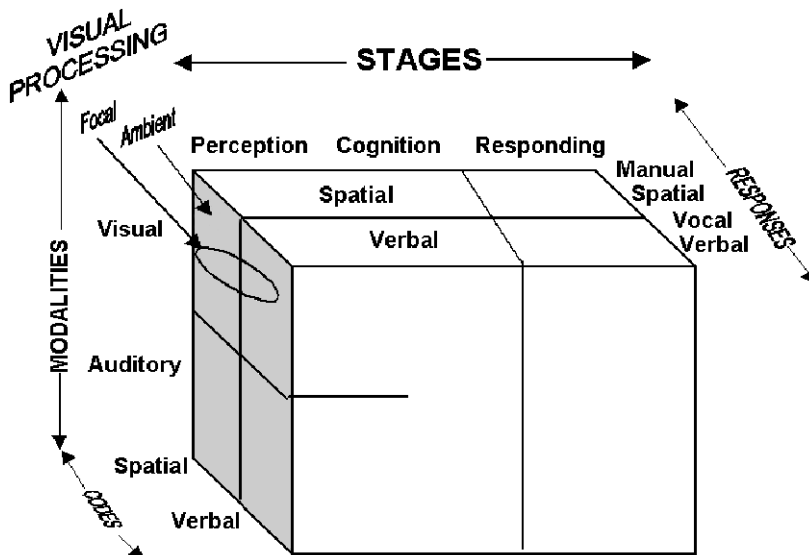 VISUAL
PROCESSING
STAGES
Focal
Ambient
Perception Cognition Responding
Manual
Spatial
Spatial
Vocal
Verbal
Verbal
RESPONSES
Visual
MODALITIES
Auditory
Spatial
Verbal
CODES